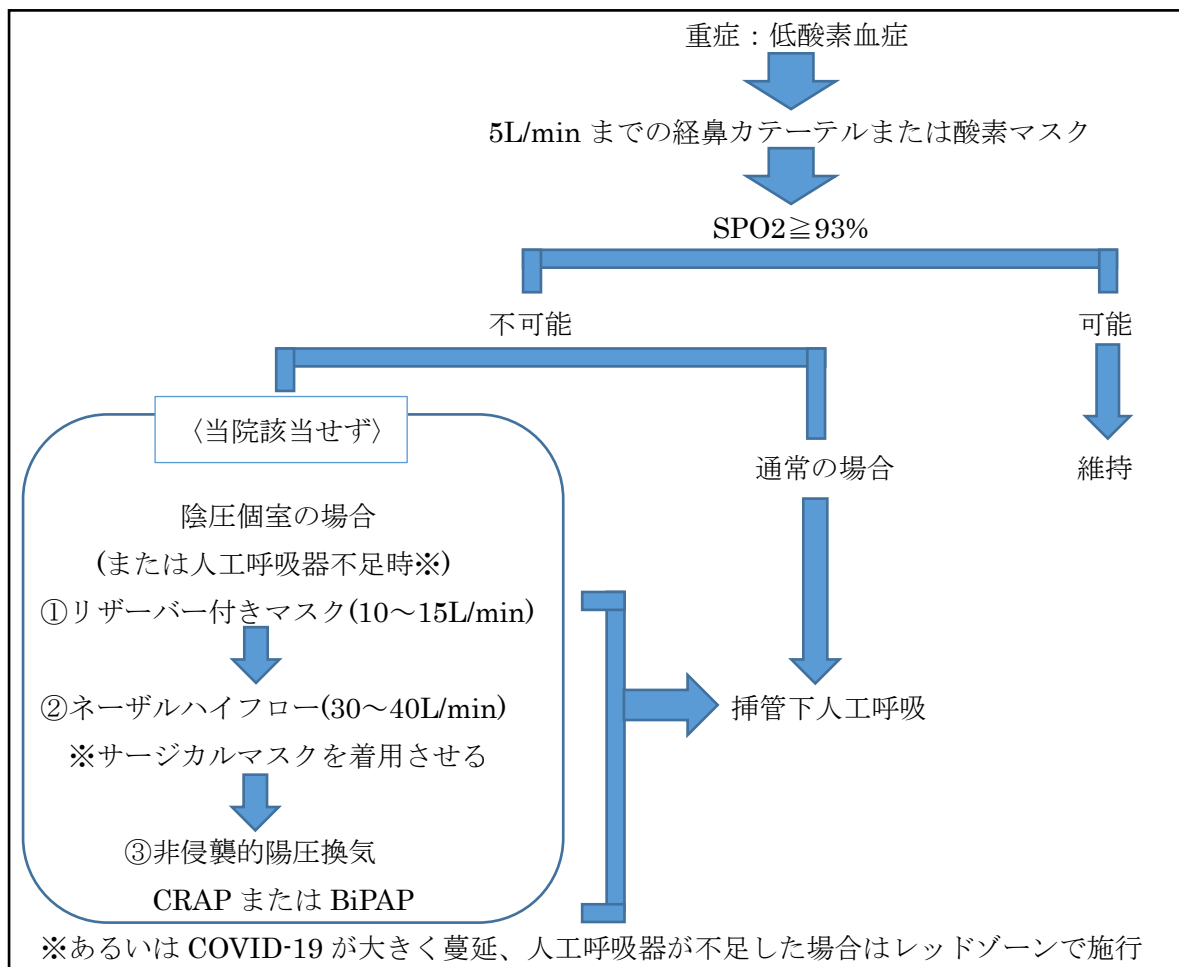 重症：低酸素血症
5L/min までの経鼻カテーテルまたは酸素マスク
SPO2≧93%
不可能
可能
〈当院該当せず〉
通常の場合
維持
陰圧個室の場合
(または人工呼吸器不足時※)
①リザーバー付きマスク(10～15L/min)
②ネーザルハイフロー(30～40L/min)
※サージカルマスクを着用させる
挿管下人工呼吸
③非侵襲的陽圧換気
CRAP または BiPAP
※あるいは COVID-19 が大きく蔓延、人工呼吸器が不足した場合はレッドゾーンで施行